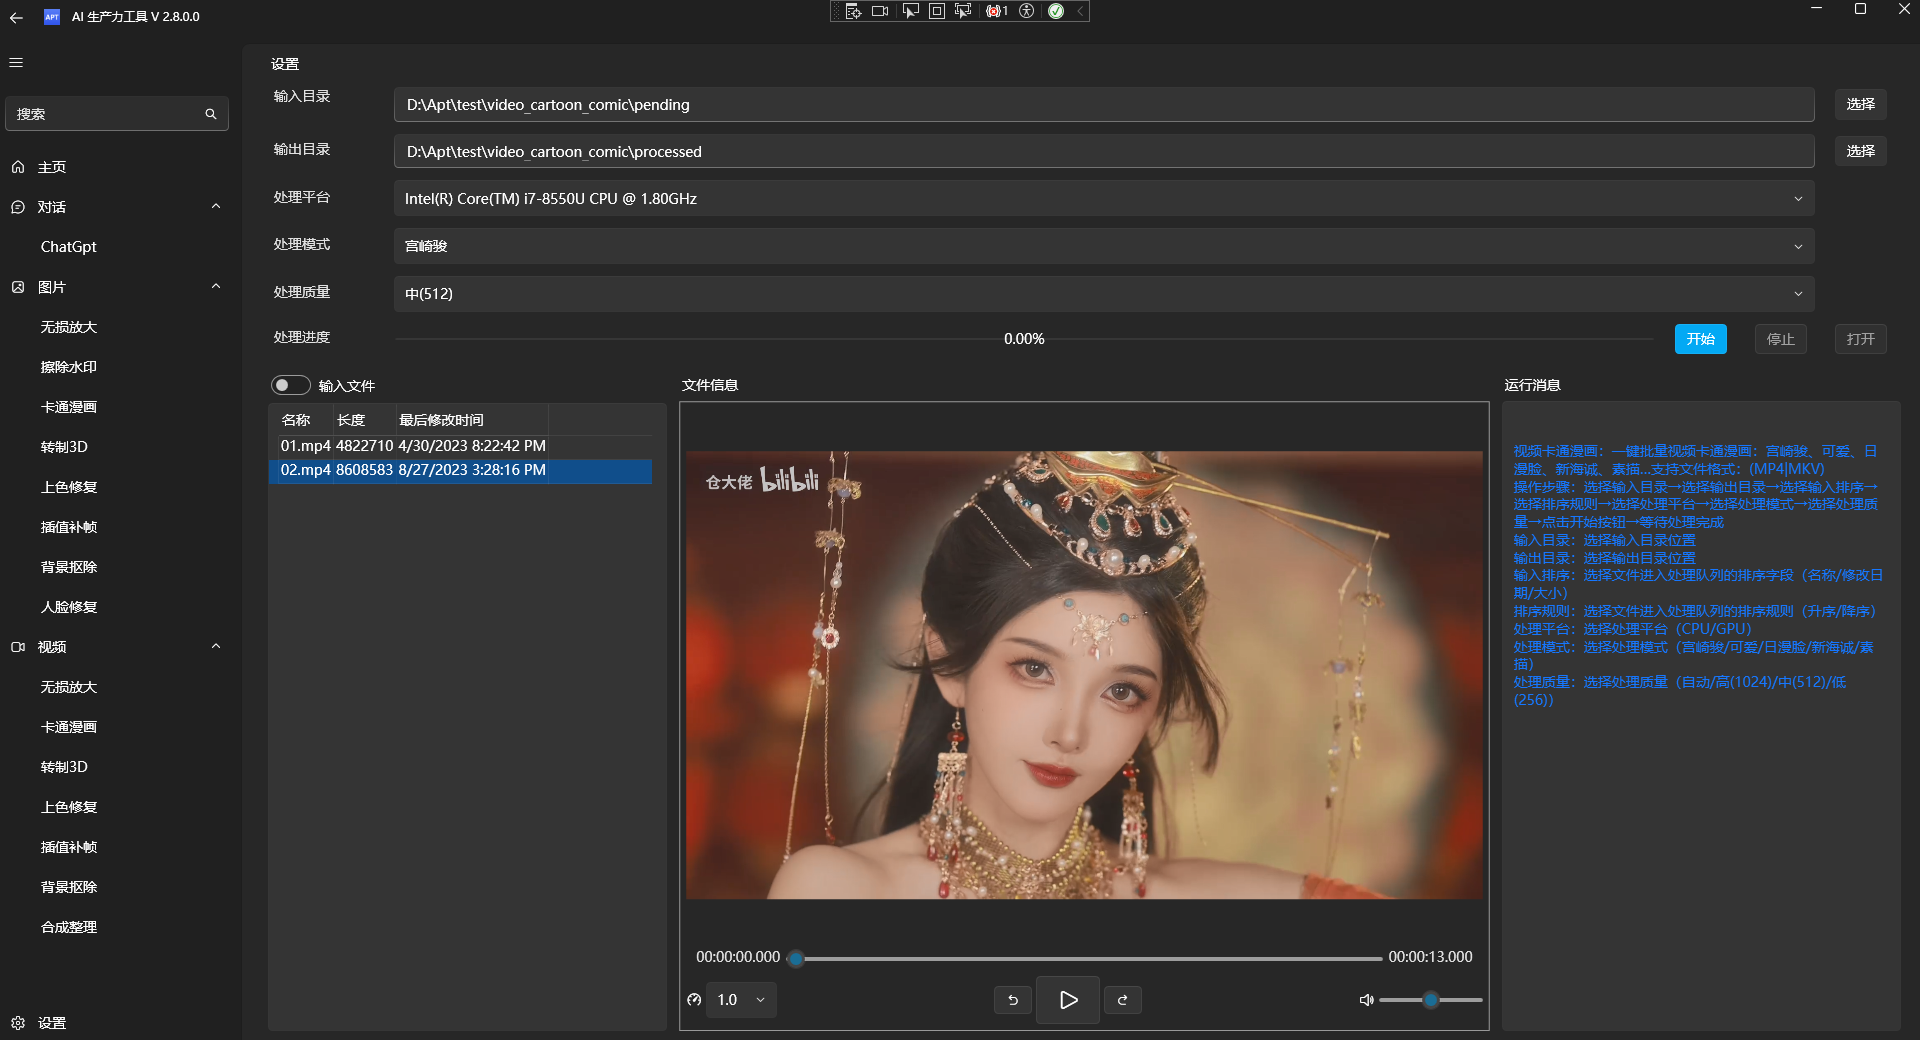 APT AI 生产力工具 V 2.8.0.0
1
搜索
主页
对话
ChatGpt
图片
无损放大
擦除水印
卡通漫画
转制3D
上色修复
插值补帧
背景抠除
人脸修复
视频
无损放大
卡通漫画
转制3D
上色修复
插值补帧
背景抠除
合成整理
设置
设置
输入目录 D:\Apt\test\video_cartoon_comic\pending 选择
输出目录 D:\Apt\test\video_cartoon_comic\processed 选择
处理平台 Intel(R) Core(TM) i7-8550U CPU @ 1.80GHz
处理模式 宫崎骏
处理质量 中(512)
处理进度 0.00% 开始 停止 打开
输入文件
名称 长度 最后修改时间
01.mp4 4822710 4/30/2023 8:22:42 PM
02.mp4 8608583 8/27/2023 3:28:16 PM
文件信息
仓大佬 bilibili
00:00:00.000 00:00:13.000
1.0
运行消息
视频卡通漫画：一键批量视频卡通漫画：宫崎骏、可爱、日
漫脸、新海诚、素描...支持文件格式：(MP4|MKV)
操作步骤：选择输入目录→选择输出目录→选择输入排序→
选择排序规则→选择处理平台→选择处理模式→选择处理质
量→点击开始按钮→等待处理完成
输入目录：选择输入目录位置
输出目录：选择输出目录位置
输入排序：选择文件进入处理队列的排序字段（名称/修改日
期/大小）
排序规则：选择文件进入处理队列的排序规则（升序/降序）
处理平台：选择处理平台（CPU/GPU）
处理模式：选择处理模式（宫崎骏/可爱/日漫脸/新海诚/素
描）
处理质量：选择处理质量（自动/高(1024)/中(512)/低
(256)）